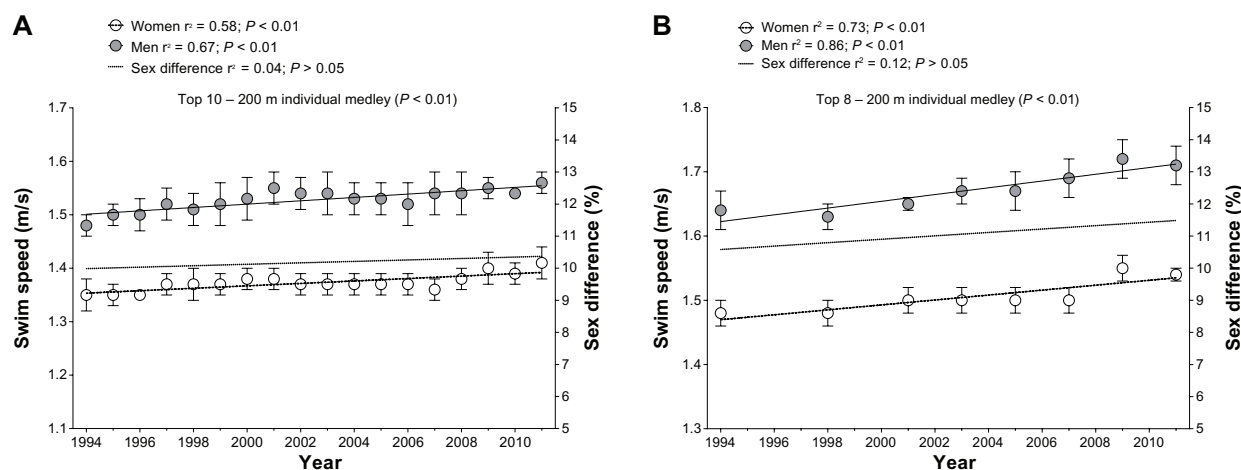 A
Women r² = 0.58; P < 0.01
Men r² = 0.67; P < 0.01
Sex difference r² = 0.04; P > 0.05
Top 10 – 200 m individual medley (P < 0.01)
Swim speed (m/s)
1.7
1.6
1.5
1.4
1.3
1.2
1.1
15
14
13
12
11
10
9
8
7
6
5
Sex difference (%)
1994 1996 1998 2000 2002 2004 2006 2008 2010
Year
B
Women r² = 0.73; P < 0.01
Men r² = 0.86; P < 0.01
Sex difference r² = 0.12; P > 0.05
Top 8 – 200 m individual medley (P < 0.01)
Swim speed (m/s)
1.8
1.7
1.6
1.5
1.4
1.3
15
14
13
12
11
10
9
8
7
6
5
Sex difference (%)
1994 1996 1998 2000 2002 2004 2006 2008 2010
Year